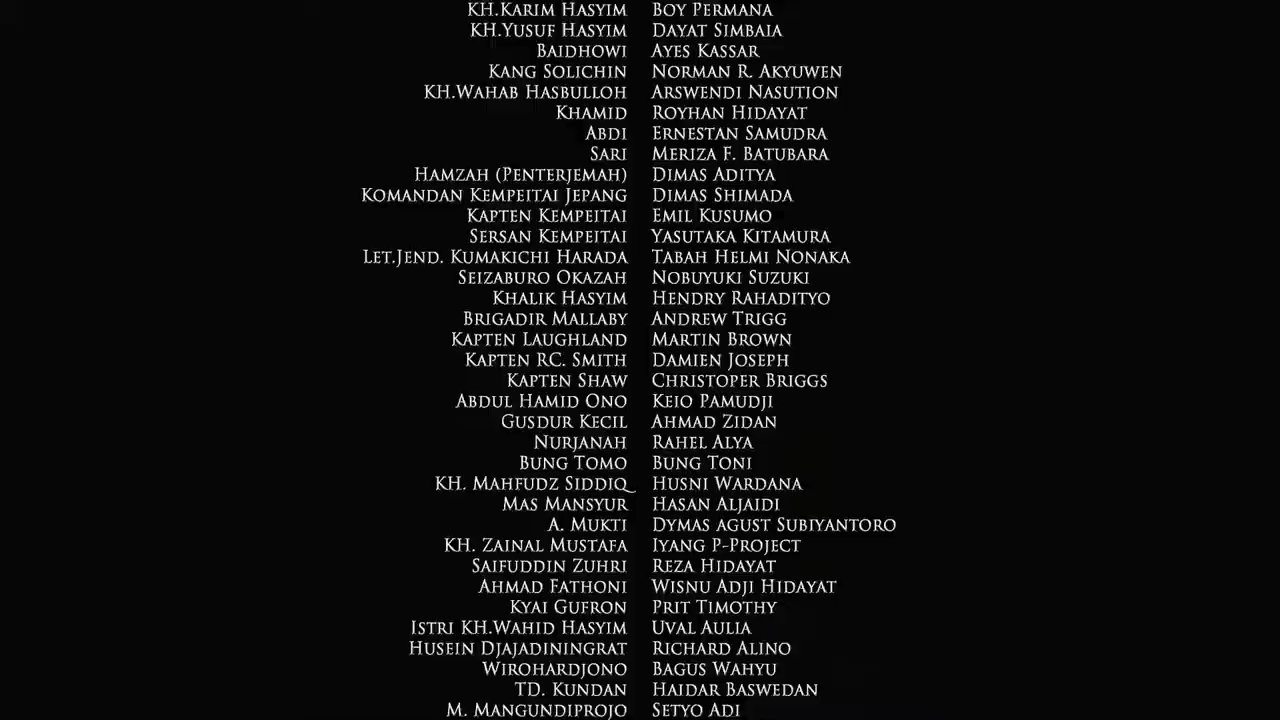 KH.Karim Hasyim Boy Permana
KH.Yusuf Hasyim Dayat Simbaia
Baidhowi Ayes Kassar
Kang Solichin Norman R. Akyuwen
KH.Wahab Hasbulloh Arswendi Nasution
Khamid Royhan Hidayat
Abdi Ernestan Samudra
Sari Meriza F. Batubara
Hamzah (Penterjemah) Dimas Aditya
Komandan Kempeitai Jepang Dimas Shimada
Kapten Kempeitai Emil Kusumo
Sersan Kempeitai Yasutaka Kitamura
Let.Jend. Kumakichi Harada Tabah Helmi Nonaka
Seizaburo Okazah Nobuyuki Suzuki
Khalik Hasyim Hendry Rahadityo
Brigadir Mallaby Andrew Trigg
Kapten Laughland Martin Brown
Kapten RC. Smith Damien Joseph
Kapten Shaw Christoper Briggs
Abdul Hamid Ono Keio Pamudji
Gusdur Kecil Ahmad Zidan
Nurjanah Rahel Alya
Bung Tomo Bung Toni
KH. Mahfudz Siddiq Husni Wardana
Mas Mansyur Hasan Aljaidi
A. Mukti Dymas agust Subiyantoro
KH. Zainal Mustafa Iyang P-Project
Saifuddin Zuhri Reza Hidayat
Ahmad Fathoni Wisnu Adji Hidayat
Kyai Gufron Prit Timothy
Istri KH.Wahid Hasyim Uval Aulia
Husein Djajadiningrat Richard Alino
Wirohardjono Bagus Wahyu
TD. Kundan Haidar Baswedan
M. Mangundiprojo Setyo Adi